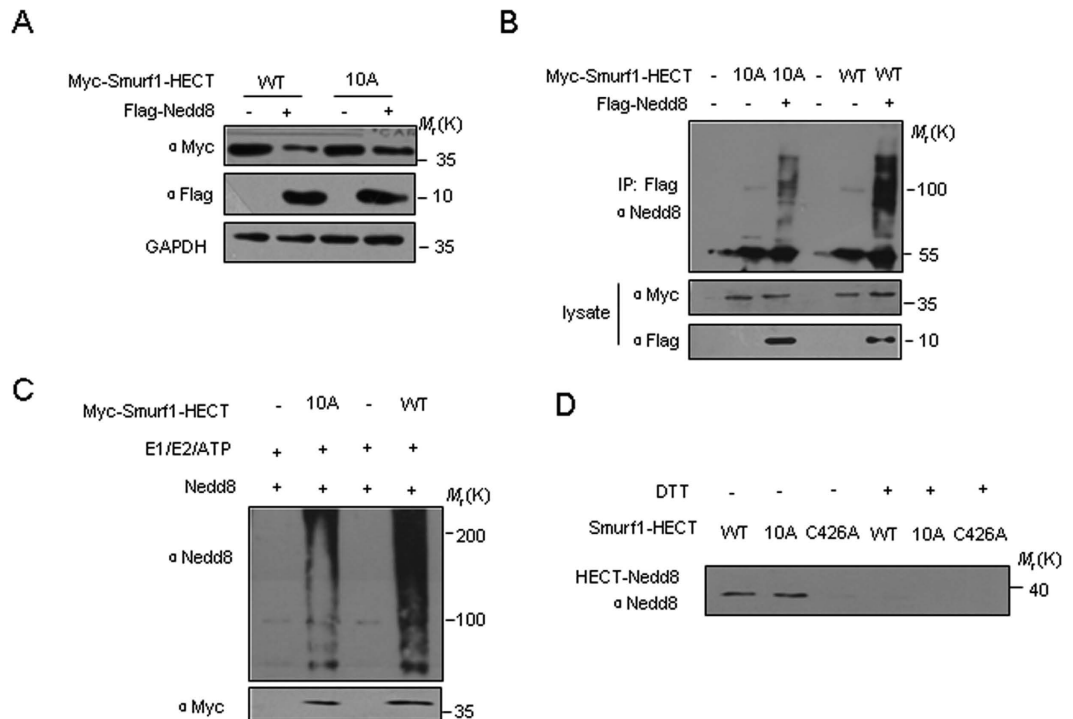 A
Myc-Smurf1-HECT WT 10A
Flag-Nedd8 - + - +
Mr(K)
α Myc 35
α Flag 10
GAPDH 35
B
Myc-Smurf1-HECT - 10A 10A - WT WT
Flag-Nedd8 - - + - - +
Mr(K)
IP: Flag 100
α Nedd8
55
lysate α Myc 35
α Flag 10
C
Myc-Smurf1-HECT - 10A - WT
E1/E2/ATP + + + +
Nedd8 + + + +
Mr(K)
200
α Nedd8
100
α Myc 35
D
DTT - - - + + +
Smurf1-HECT WT 10A C426A WT 10A C426A
Mr(K)
HECT-Nedd8 40
α Nedd8